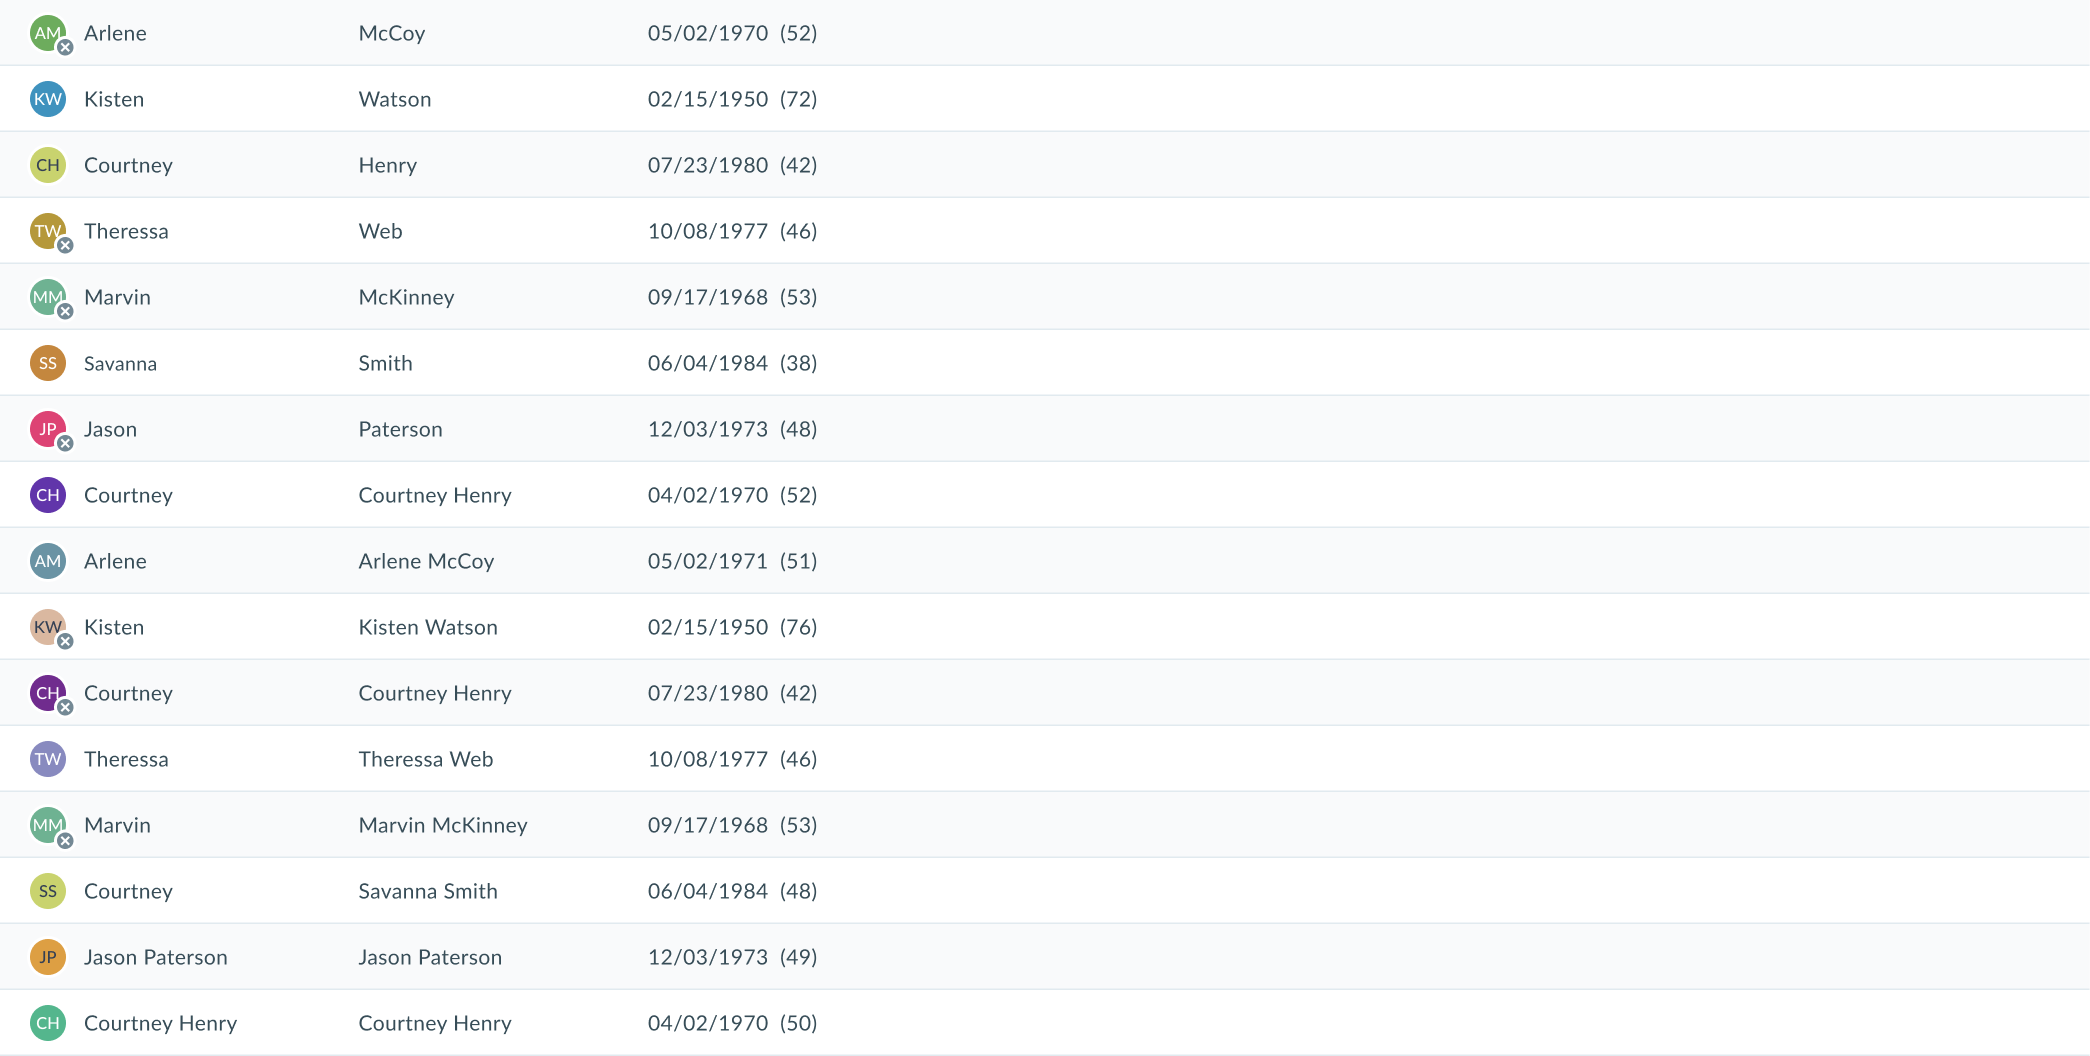 AM Arlene McCoy 05/02/1970 (52)
KW Kisten Watson 02/15/1950 (72)
CH Courtney Henry 07/23/1980 (42)
TW Theressa Web 10/08/1977 (46)
MM Marvin McKinney 09/17/1968 (53)
SS Savanna Smith 06/04/1984 (38)
JP Jason Paterson 12/03/1973 (48)
CH Courtney Courtney Henry 04/02/1970 (52)
AM Arlene Arlene McCoy 05/02/1971 (51)
KW Kisten Kisten Watson 02/15/1950 (76)
CH Courtney Courtney Henry 07/23/1980 (42)
TW Theressa Theressa Web 10/08/1977 (46)
MM Marvin Marvin McKinney 09/17/1968 (53)
SS Courtney Savanna Smith 06/04/1984 (48)
JP Jason Paterson Jason Paterson 12/03/1973 (49)
CH Courtney Henry Courtney Henry 04/02/1970 (50)